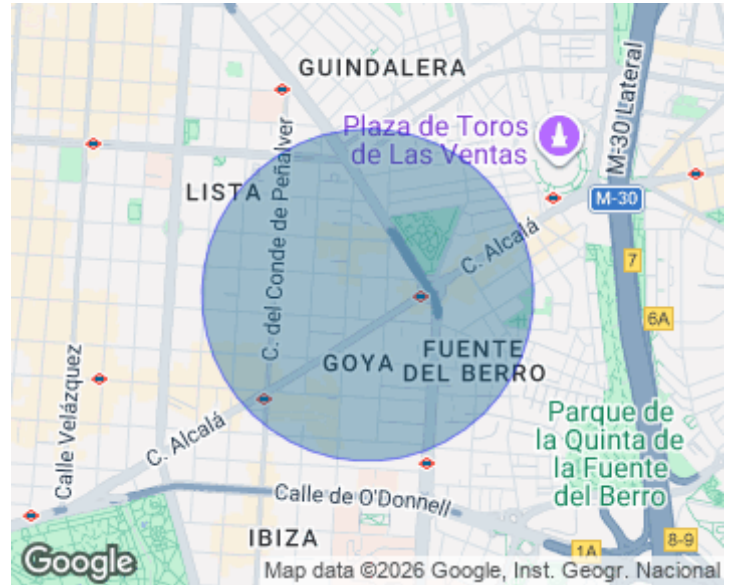 GUINDALERA
M-30 Lateral
Plaza de Toros
de Las Ventas
LISTA
M-30
C. del Conde de Peñalver
C. Alcalá
7
6A
GOYA
FUENTE
DEL BERRO
Calle Velázquez
C. Alcalá
Parque de
la Quinta de
la Fuente
del Berro
Calle de O'Donnell
IBIZA
1A
8-9
Google
Map data ©2026 Google, Inst. Geogr. Nacional